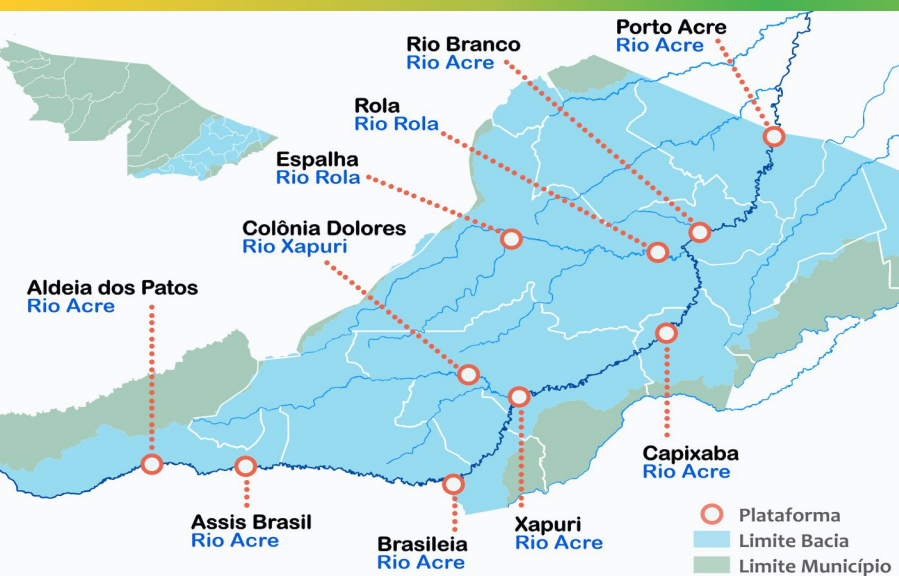 Porto Acre
Rio Acre
Rio Branco
Rio Acre
Rola
Rio Rola
Espalha
Rio Rola
Colônia Dolores
Rio Xapuri
Aldeia dos Patos
Rio Acre
Capixaba
Rio Acre
Assis Brasil
Rio Acre
Brasileia
Rio Acre
Xapuri
Rio Acre
Plataforma
Limite Bacia
Limite Município